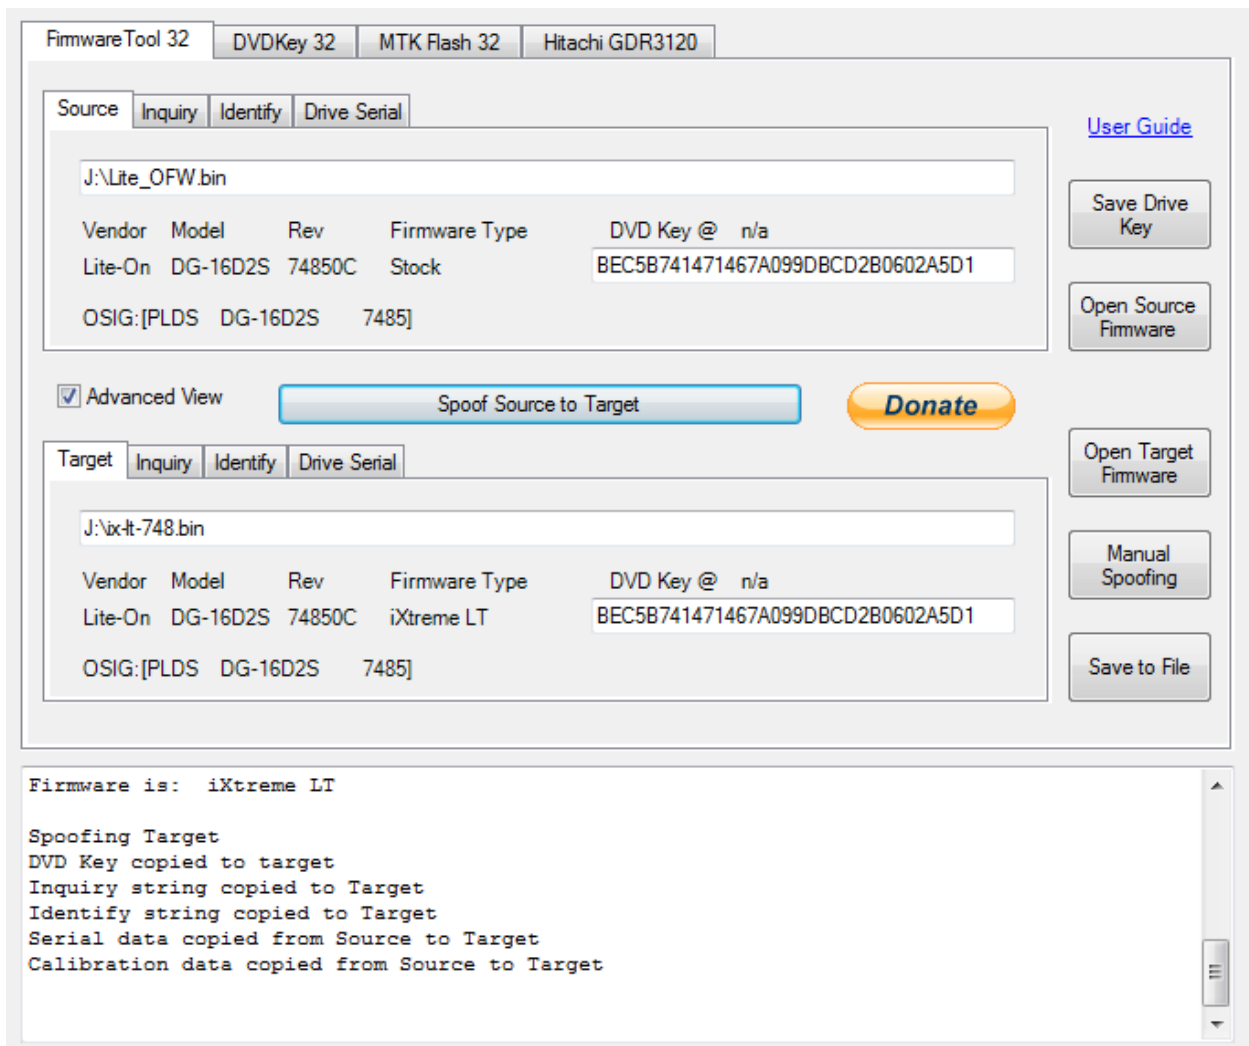 FirmwareTool 32 DVDKey 32 MTK Flash 32 Hitachi GDR3120
Source Inquiry Identify Drive Serial
User Guide
J:\Lite_OFW.bin
Save Drive
Key
Vendor Model Rev Firmware Type DVD Key @ n/a
Lite-On DG-16D2S 74850C Stock BEC5B741471467A099DBCD2B0602A5D1
Open Source
Firmware
OSIG:[PLDS DG-16D2S 7485]
Advanced View Spoof Source to Target Donate
Target Inquiry Identify Drive Serial
Open Target
Firmware
J:\ix-lt-748.bin
Manual
Spoofing
Vendor Model Rev Firmware Type DVD Key @ n/a
Lite-On DG-16D2S 74850C iXtreme LT BEC5B741471467A099DBCD2B0602A5D1
OSIG:[PLDS DG-16D2S 7485]
Save to File
Firmware is: iXtreme LT
Spoofing Target
DVD Key copied to target
Inquiry string copied to Target
Identify string copied to Target
Serial data copied from Source to Target
Calibration data copied from Source to Target